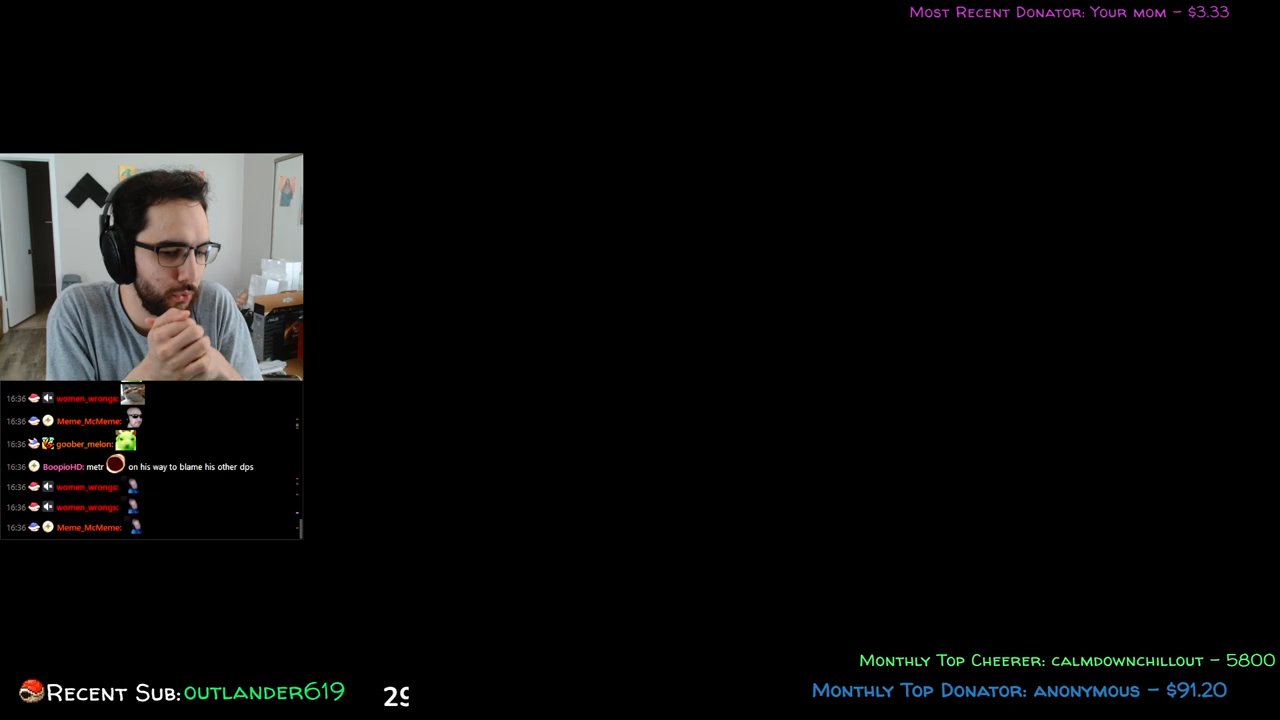 Most Recent Donator: Your mom - $3.33
16:36 women_wrongs:
16:36 Meme_McMeme:
16:36 goober_melon:
16:36 BoopioHD: metr on his way to blame his other dps
16:36 women_wrongs:
16:36 women_wrongs:
16:36 Meme_McMeme:
Monthly Top Cheerer: calmdownchillout - 5800
Recent Sub: outlander619
29
Monthly Top Donator: anonymous - $91.20